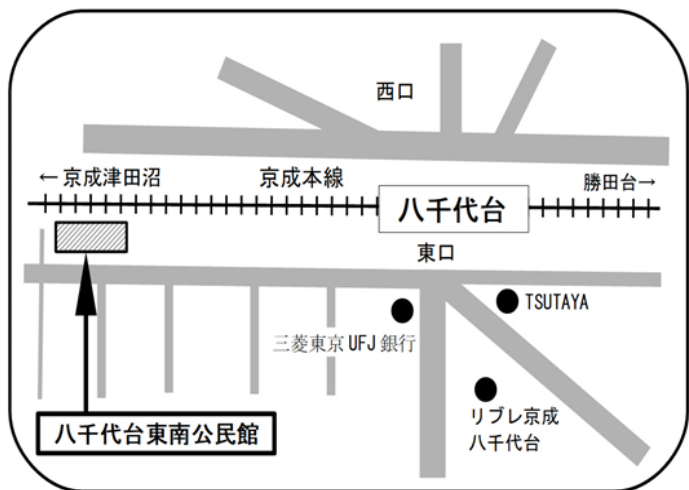 西口
←京成津田沼
京成本線
勝田台→
八千代台
東口
TSUTAYA
三菱東京UFJ銀行
リブレ京成
八千代台
八千代台東南公民館